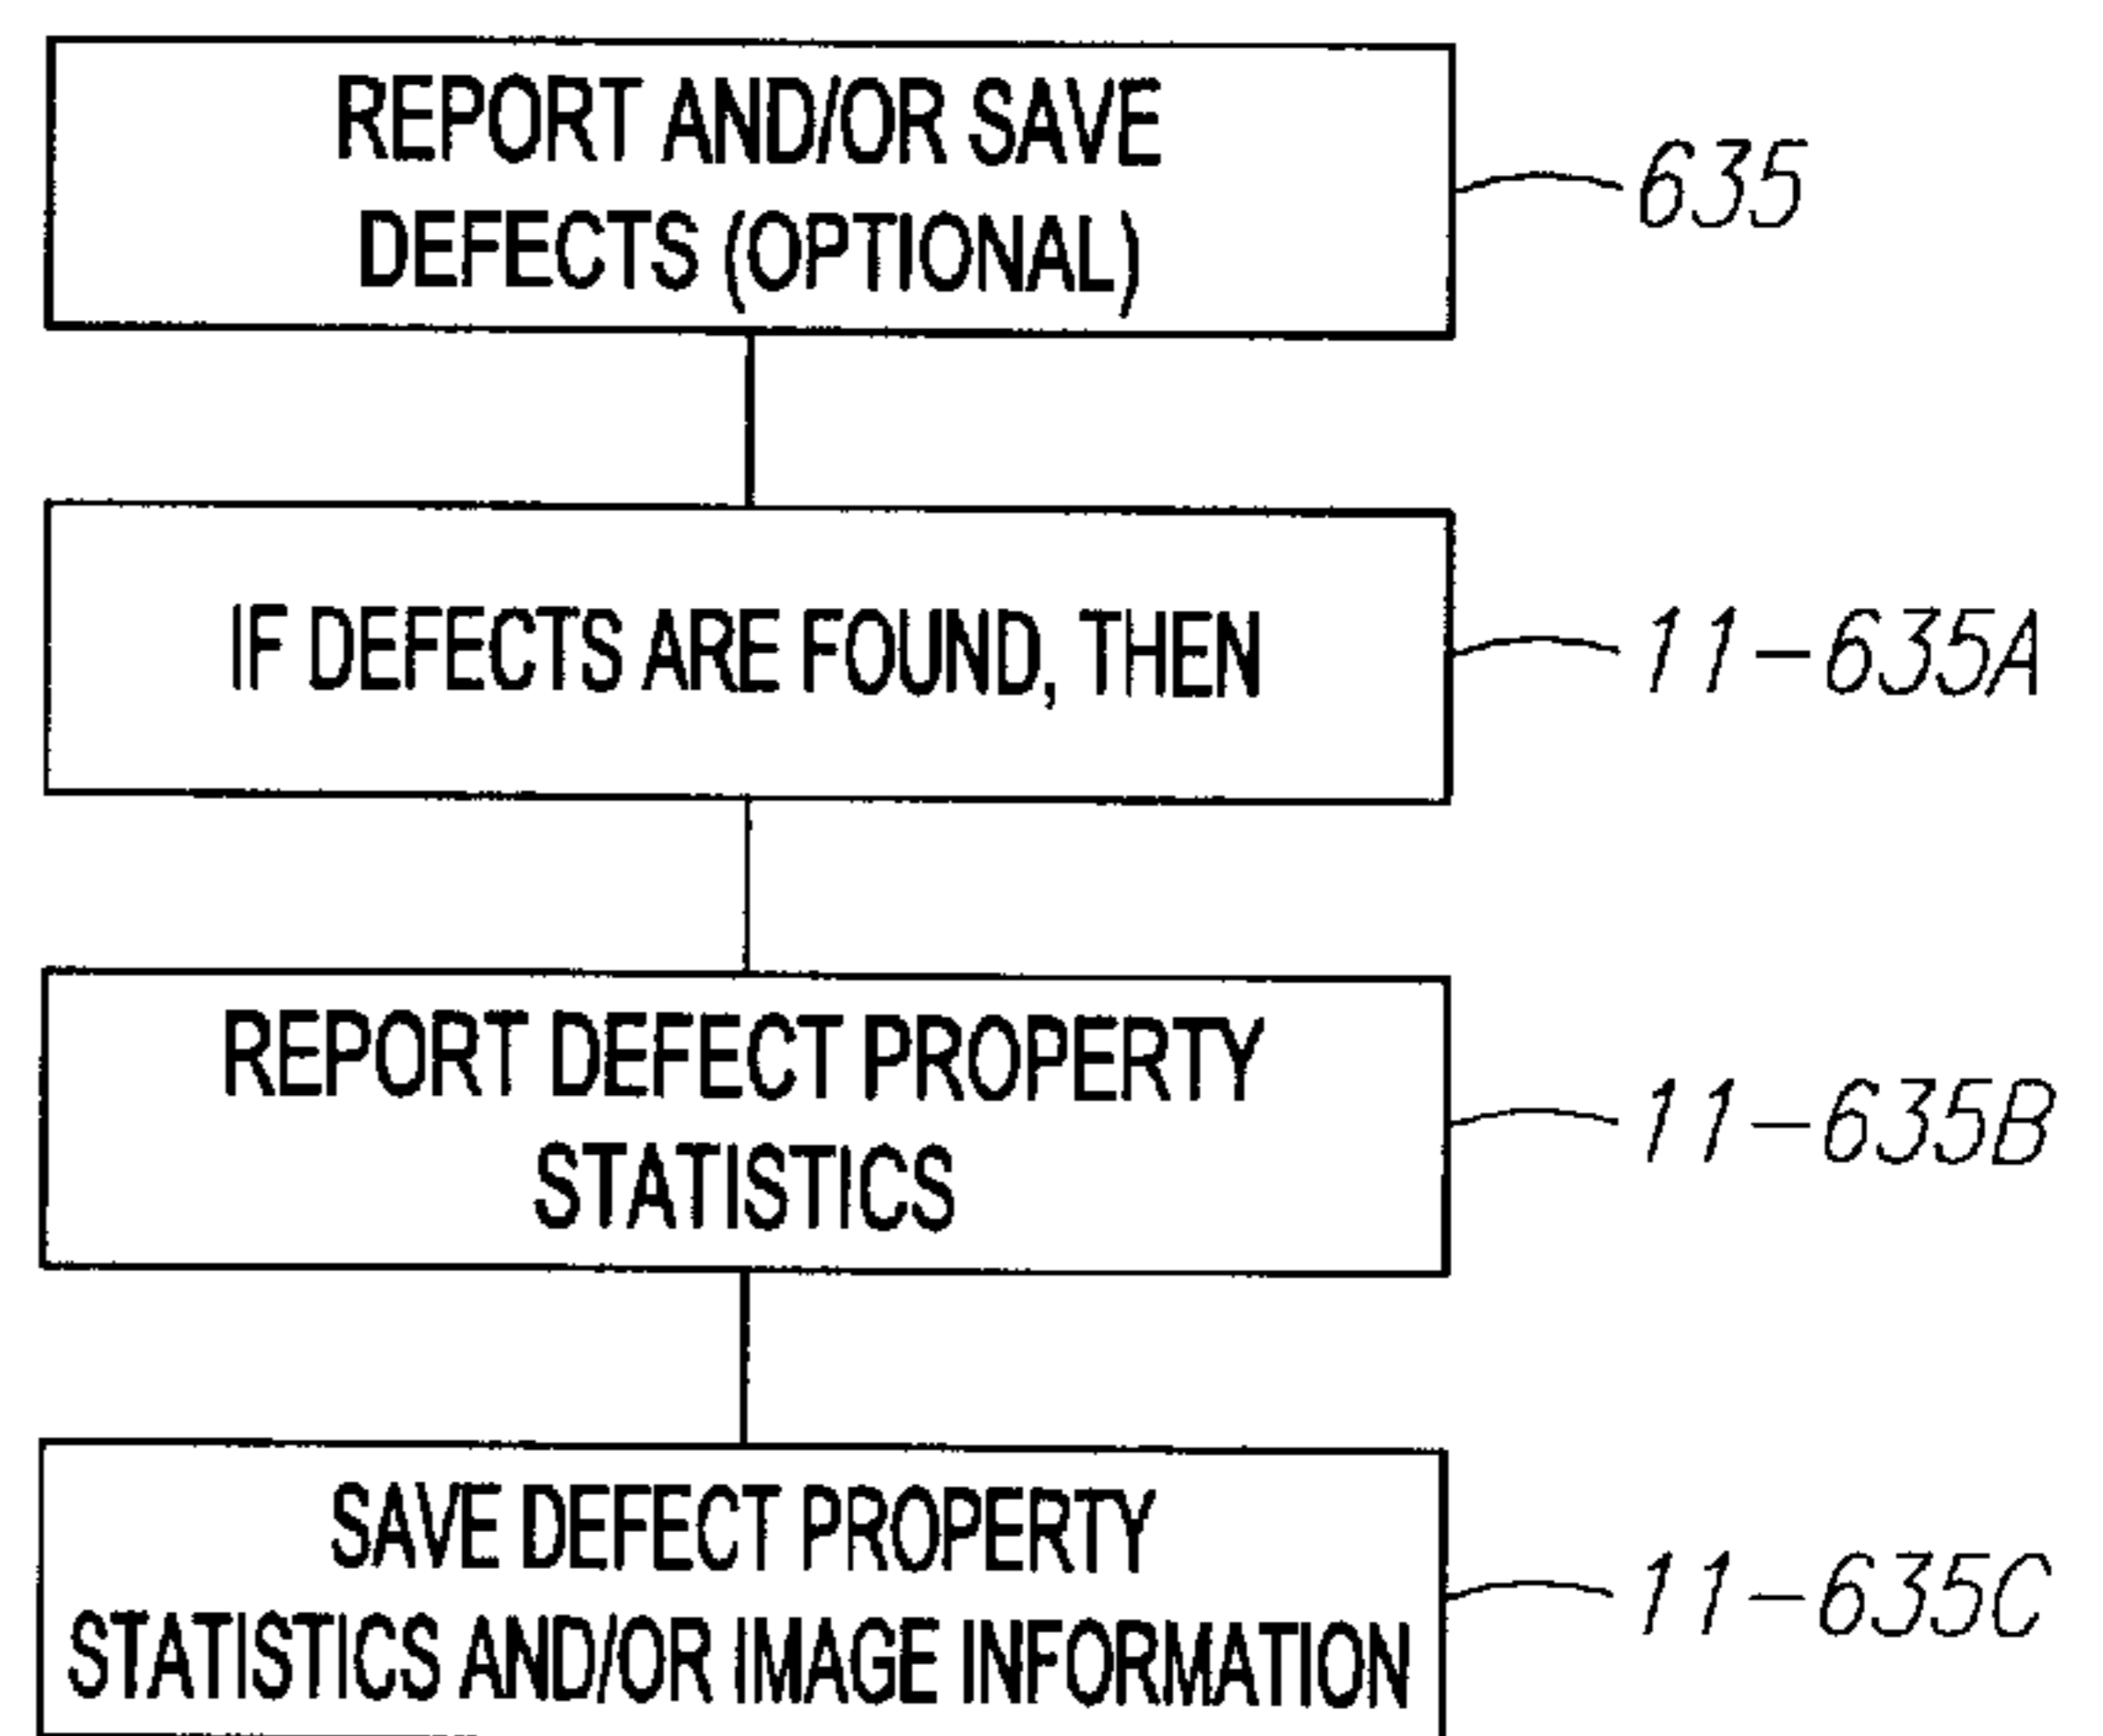 REPORT AND/OR SAVE
DEFECTS (OPTIONAL)
635
IF DEFECTS ARE FOUND, THEN
11-635A
REPORT DEFECT PROPERTY
STATISTICS
11-635B
SAVE DEFECT PROPERTY
STATISTICS AND/OR IMAGE INFORMATION
11-635C